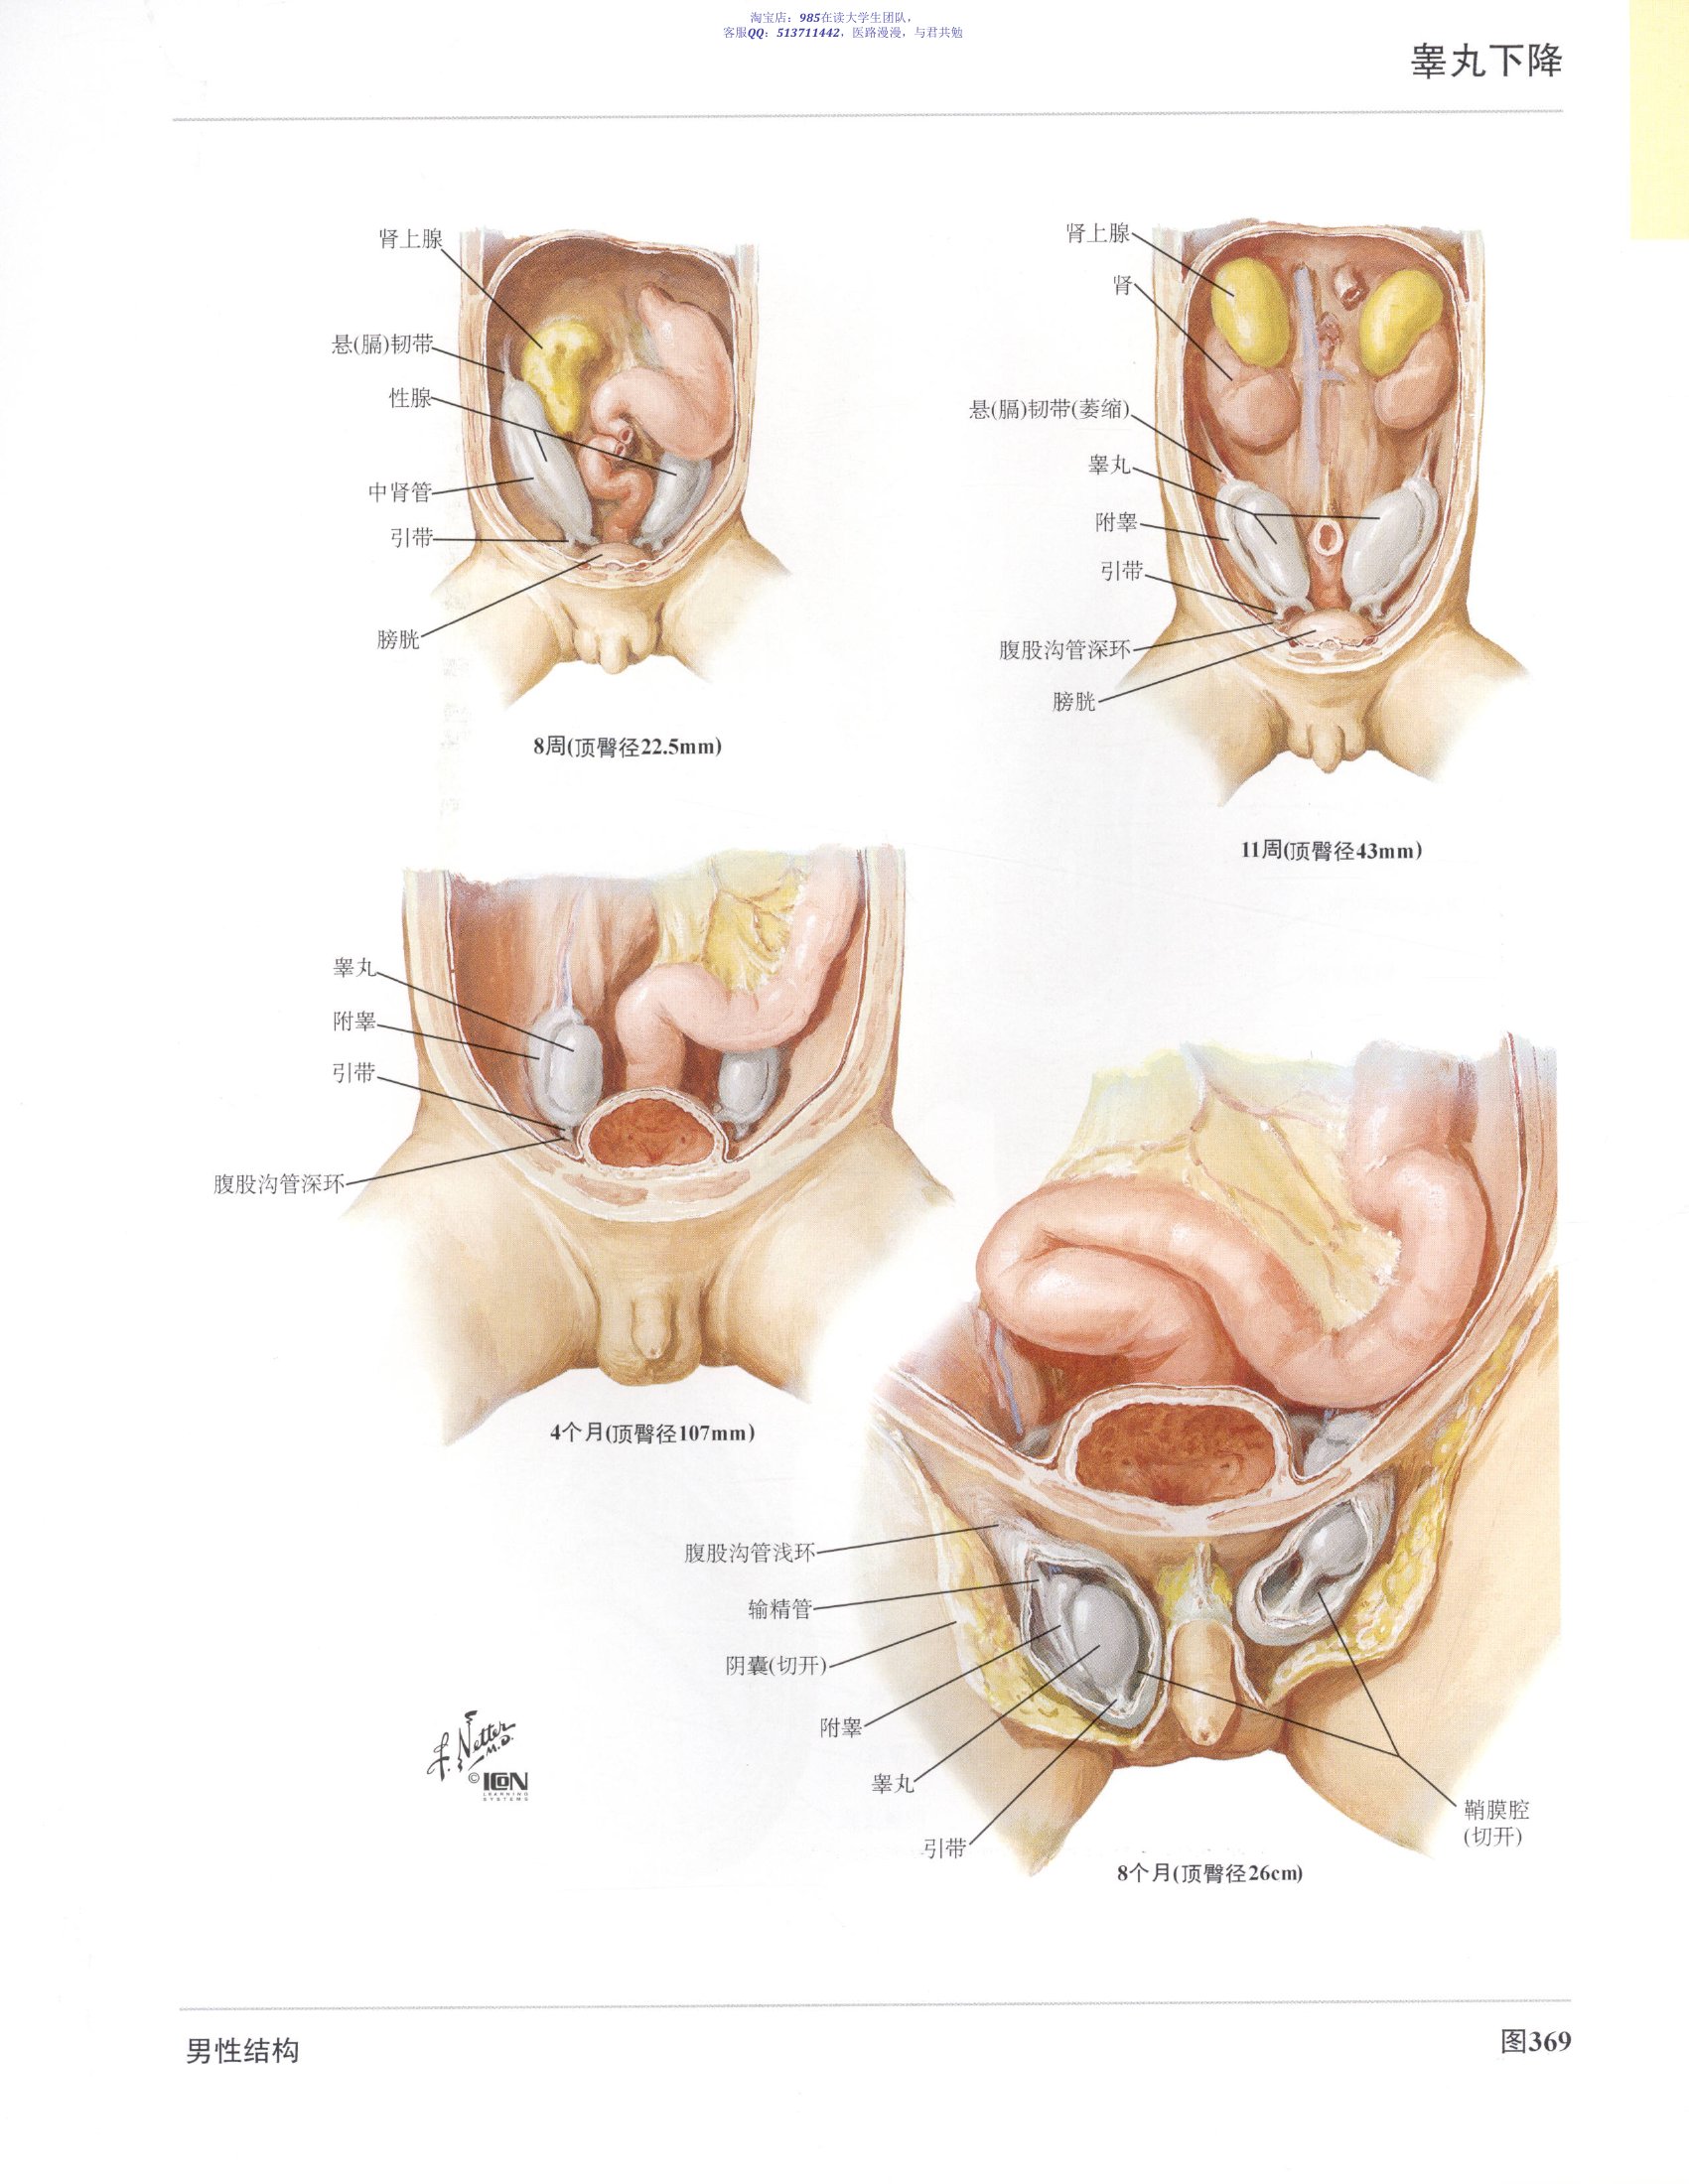 淘宝店：985在读大学生团队，
客服QQ：513711442，医路漫漫，与君共勉
睾丸下降
肾上腺
悬(膈)韧带
性腺
中肾管
引带
膀胱
8周(顶臀径22.5mm)
肾上腺
肾
悬(膈)韧带(萎缩)
睾丸
附睾
引带
腹股沟管深环
膀胱
11周(顶臀径43mm)
睾丸
附睾
引带
腹股沟管深环
4个月(顶臀径107mm)
腹股沟管浅环
输精管
阴囊(切开)
附睾
睾丸
引带
鞘膜腔
(切开)
8个月(顶臀径26cm)
F. Netter
M.D.
© ICON
LEARNING
SYSTEMS
男性结构
图369